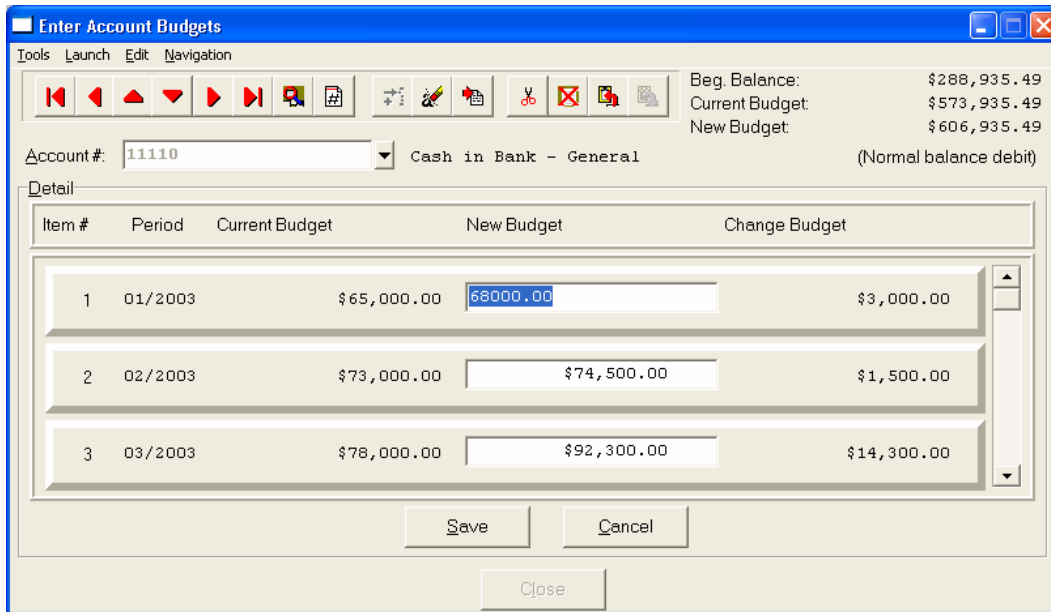 Enter Account Budgets
Tools Launch Edit Navigation
Beg. Balance: $288,935.49
Current Budget: $573,935.49
New Budget: $606,935.49
Account #: 11110 Cash in Bank - General (Normal balance debit)
Detail
Item # Period Current Budget New Budget Change Budget
1 01/2003 $65,000.00 68000.00 $3,000.00
2 02/2003 $73,000.00 $74,500.00 $1,500.00
3 03/2003 $78,000.00 $92,300.00 $14,300.00
Save Cancel
Close